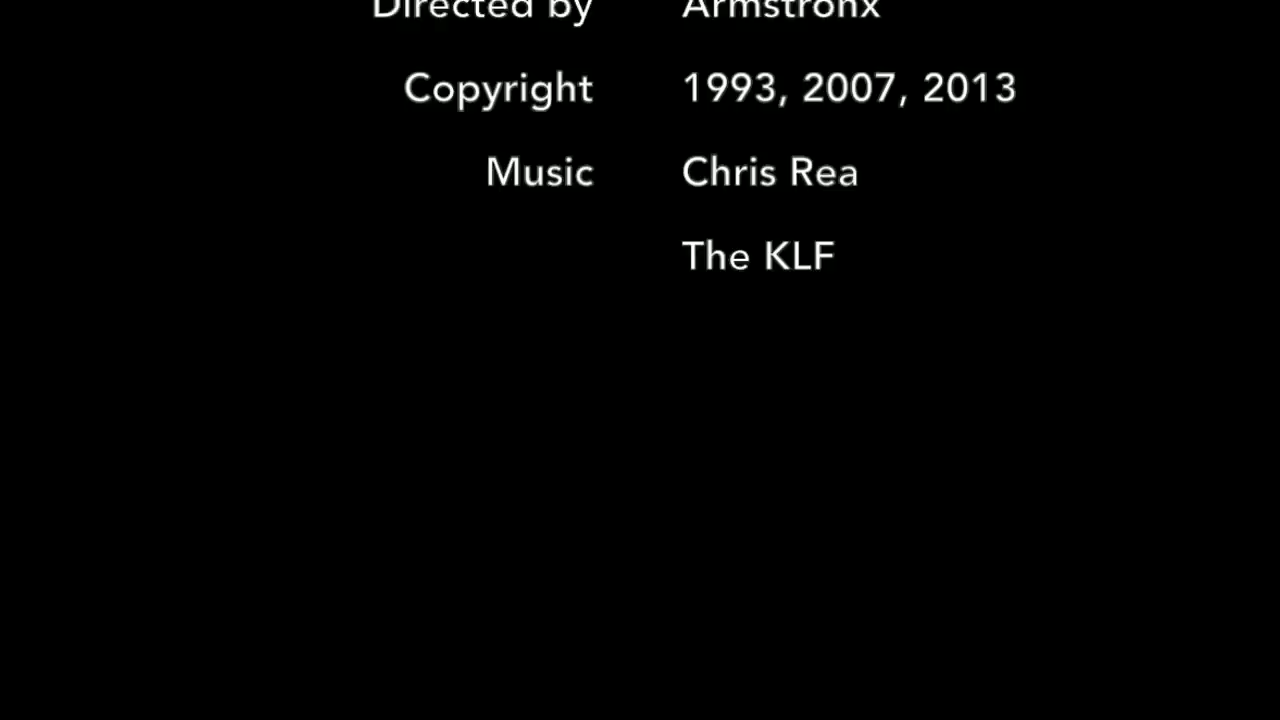 Directed by Armstronx
Copyright 1993, 2007, 2013
Music Chris Rea
The KLF